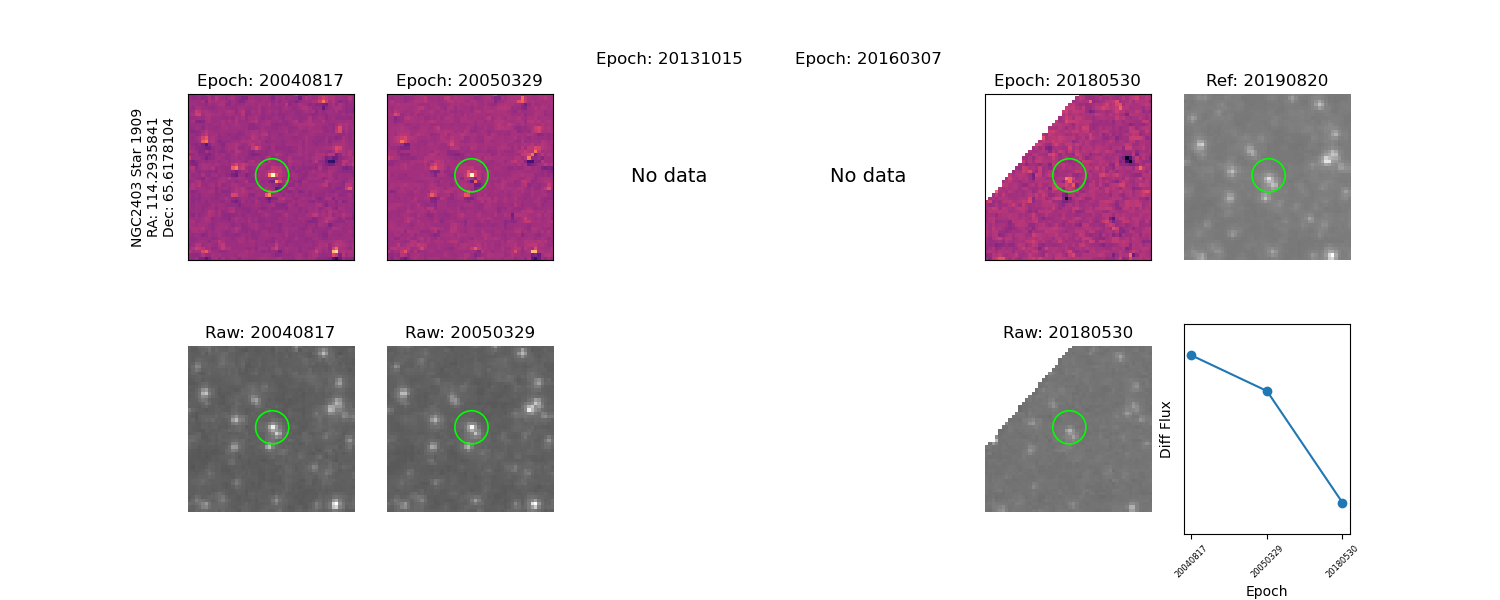 Epoch: 20040817
Epoch: 20050329
Epoch: 20131015
Epoch: 20160307
Epoch: 20180530
Ref: 20190820
NGC2403 Star 1909
RA: 114.2935841
Dec: 65.6178104
No data
No data
Raw: 20040817
Raw: 20050329
Raw: 20180530
Diff Flux
20040817
20050329
20180530
Epoch